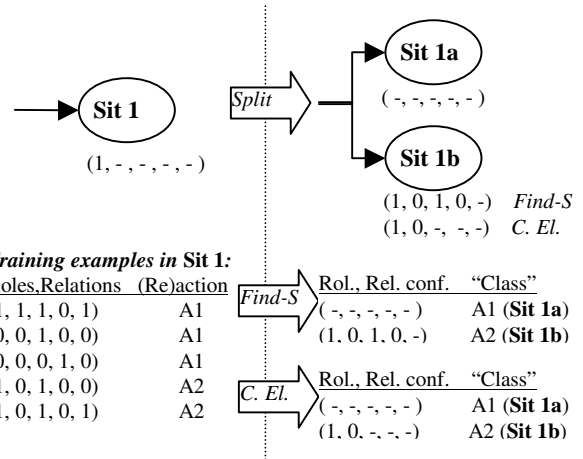 Sit 1a
Split
Sit 1
( -, -, -, -, - )
Sit 1b
(1, - , - , - , - )
(1, 0, 1, 0, -) Find-S
(1, 0, -, -, -) C. El.
raining examples in Sit 1:
oles,Relations (Re)action
Find-S
Rol., Rel. conf. “Class”
1, 1, 1, 0, 1) A1
( -, -, -, -, - ) A1 (Sit 1a)
0, 0, 1, 0, 0) A1
(1, 0, 1, 0, -) A2 (Sit 1b)
0, 0, 0, 1, 0) A1
1, 0, 1, 0, 0) A2
C. El.
Rol., Rel. conf. “Class”
1, 0, 1, 0, 1) A2
( -, -, -, -, - ) A1 (Sit 1a)
(1, 0, -, -, -) A2 (Sit 1b)